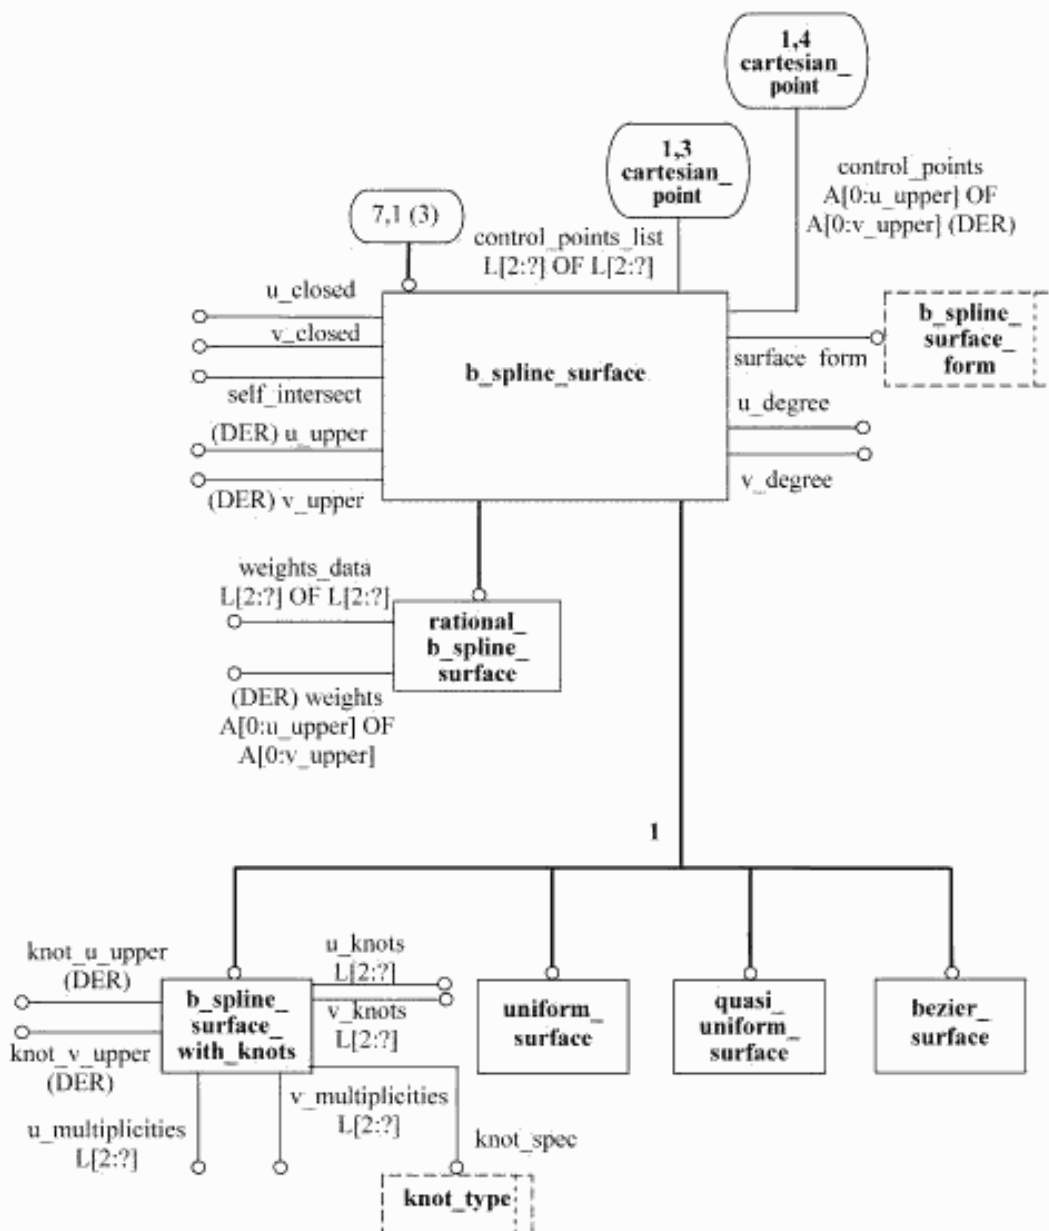 1,4
cartesian_
point
1,3
cartesian_
point
control_points
A[0:u_upper] OF
A[0:v_upper] (DER)
7,1 (3)
control_points_list
L[2:?] OF L[2:?]
u_closed
v_closed
self_intersect
(DER) u_upper
(DER) v_upper
b_spline_surface
surface form
b_spline_
surface_
form
u_degree
v_degree
weights_data
L[2:?] OF L[2:?]
rational_
b_spline_
surface
(DER) weights
A[0:u_upper] OF
A[0:v_upper]
1
knot_u_upper
(DER)
knot_v_upper
(DER)
b_spline_
surface_
with_knots
u_knots
L[2:?]
v_knots
L[2:?]
uniform_
surface
quasi_
uniform_
surface
bezier_
surface
u_multiplicities
L[2:?]
v_multiplicities
L[2:?]
knot_spec
knot_type